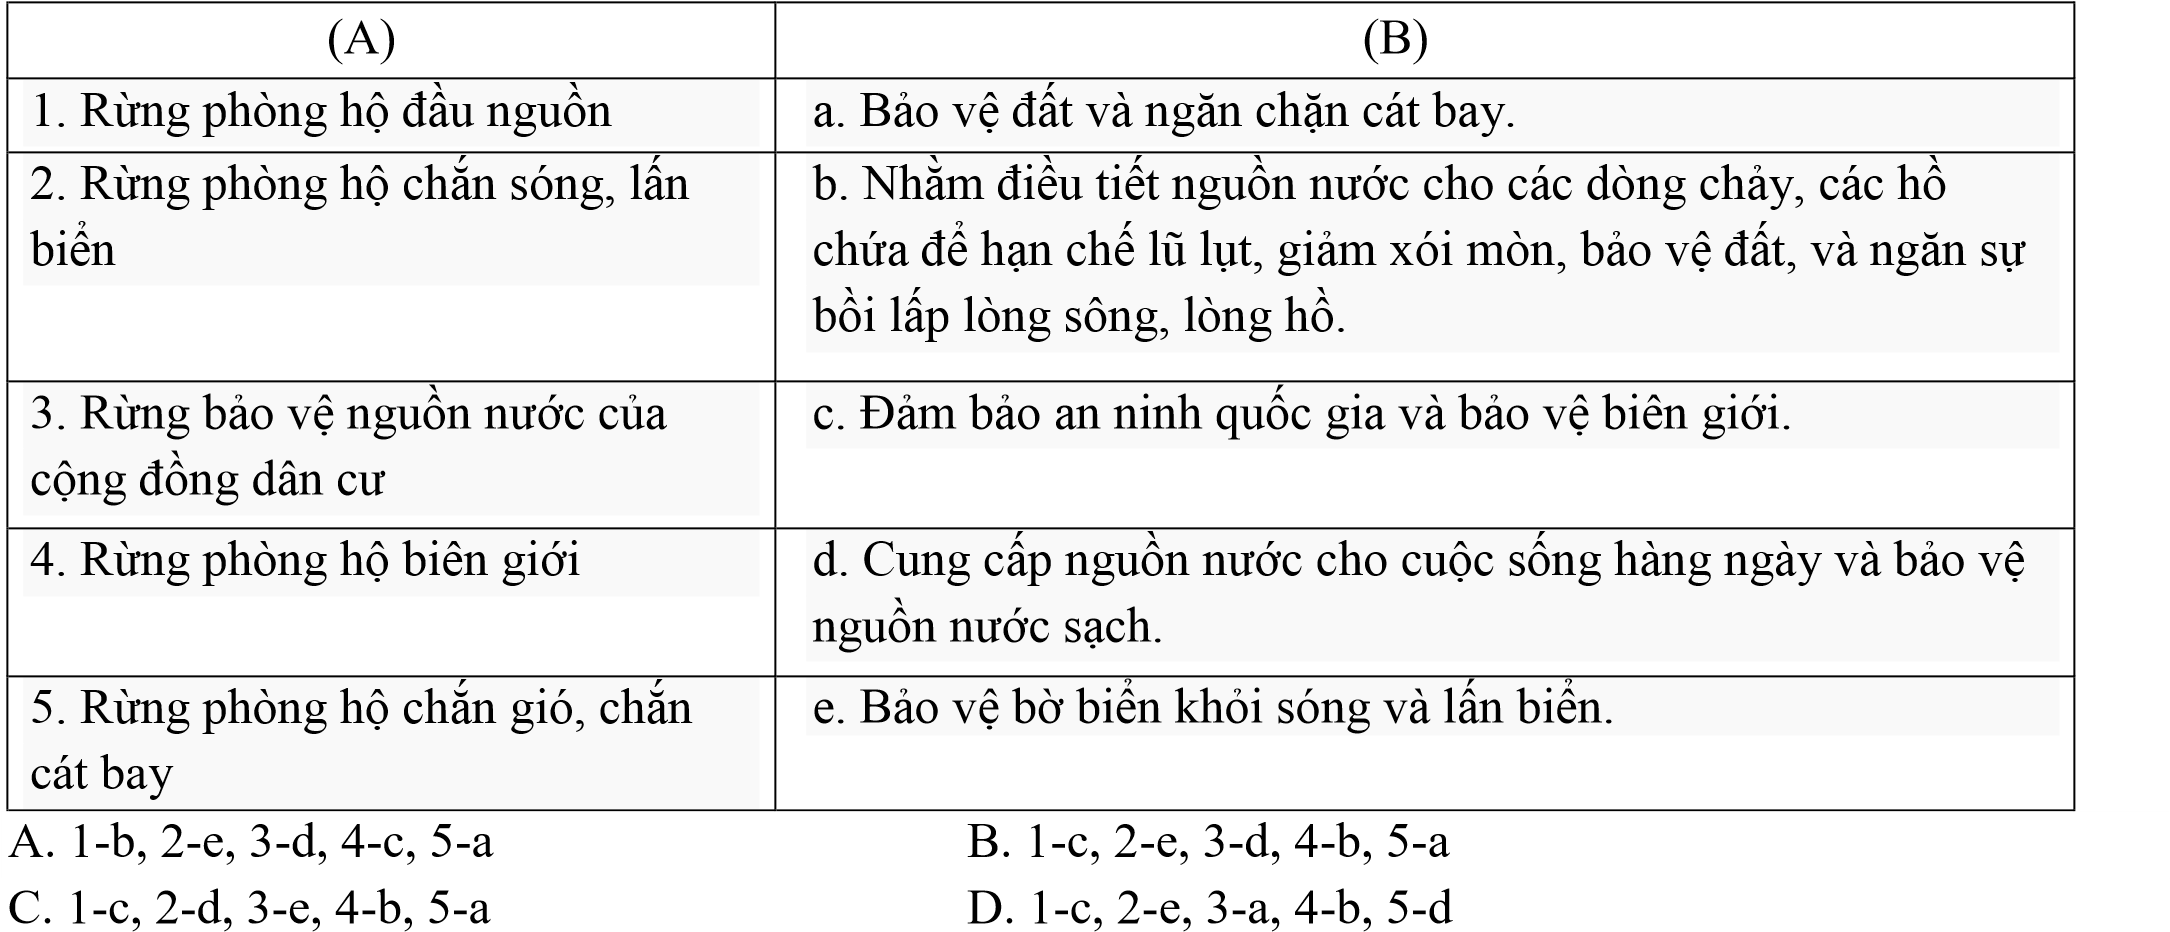 (A) (B)
1. Rừng phòng hộ đầu nguồn
a. Bảo vệ đất và ngăn chặn cát bay.
2. Rừng phòng hộ chắn sóng, lấn
biển
b. Nhằm điều tiết nguồn nước cho các dòng chảy, các hồ
chứa để hạn chế lũ lụt, giảm xói mòn, bảo vệ đất, và ngăn sự
bồi lấp lòng sông, lòng hồ.
3. Rừng bảo vệ nguồn nước của
cộng đồng dân cư
c. Đảm bảo an ninh quốc gia và bảo vệ biên giới.
4. Rừng phòng hộ biên giới
d. Cung cấp nguồn nước cho cuộc sống hàng ngày và bảo vệ
nguồn nước sạch.
5. Rừng phòng hộ chắn gió, chắn
cát bay
e. Bảo vệ bờ biển khỏi sóng và lấn biển.
A. 1-b, 2-e, 3-d, 4-c, 5-a B. 1-c, 2-e, 3-d, 4-b, 5-a
C. 1-c, 2-d, 3-e, 4-b, 5-a D. 1-c, 2-e, 3-a, 4-b, 5-d